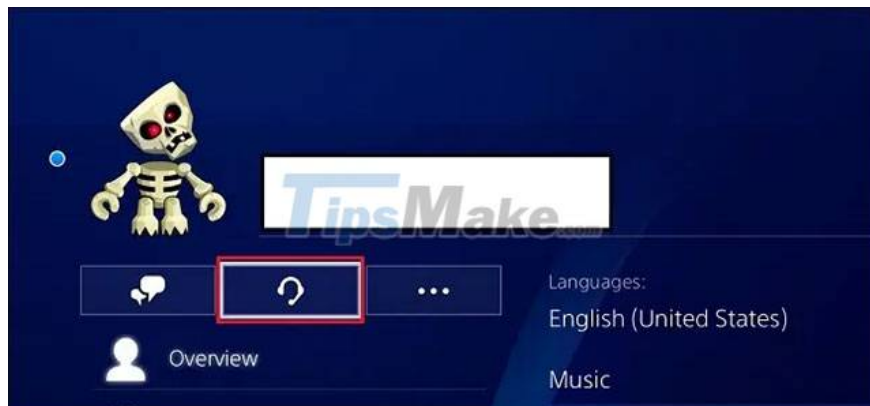 TipsMake.com
Languages:
English (United States)
Overview
Music